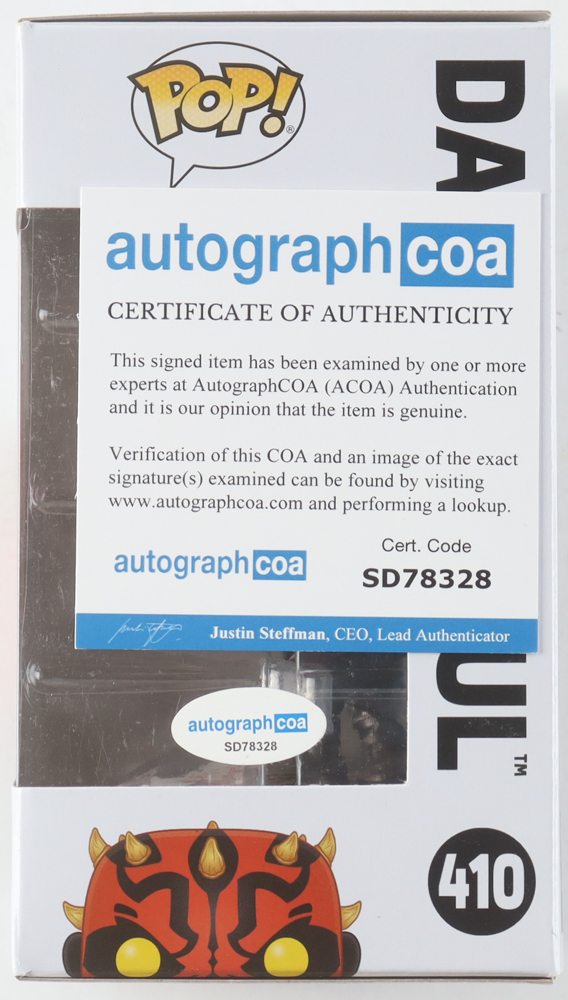 POP!®
DA
autographcoa
CERTIFICATE OF AUTHENTICITY
This signed item has been examined by one or more
experts at AutographCOA (ACOA) Authentication
and it is our opinion that the item is genuine.
Verification of this COA and an image of the exact
signature(s) examined can be found by visiting
www.autographcoa.com and performing a lookup.
autographcoa
Cert. Code
SD78328
Justin Steffman, CEO, Lead Authenticator
UL™
autographcoa
SD78328
410